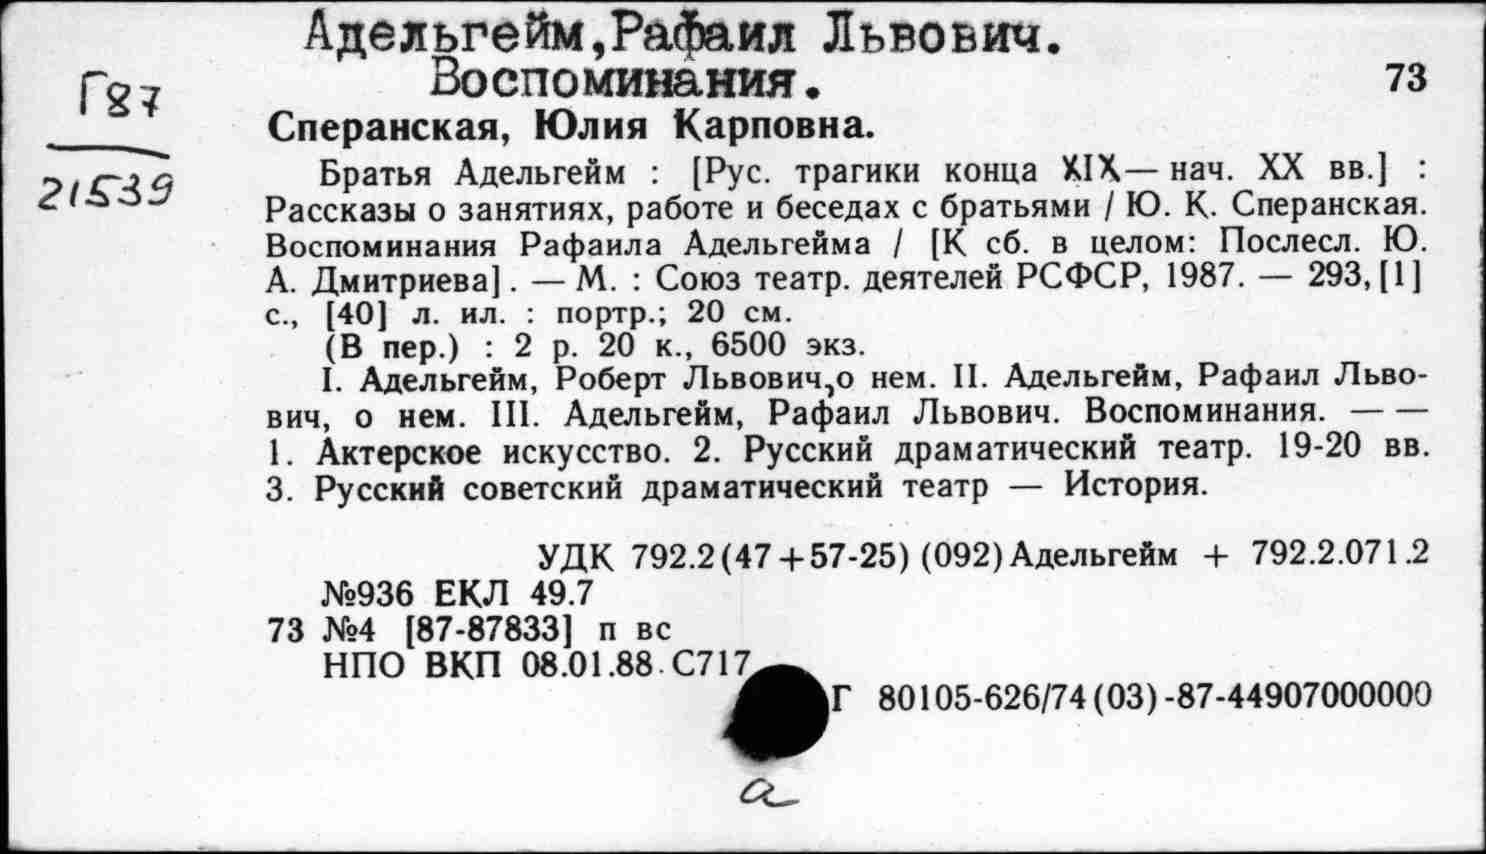 Адельгейм,Рафаил Львович.
Воспоминания.
73
Г87
21539
Сперанская, Юлия Карповна.
Братья Адельгейм : [Рус. трагики конца XIX— нач. XX вв.] :
Рассказы о занятиях, работе и беседах с братьями / Ю. К. Сперанская.
Воспоминания Рафаила Адельгейма / [К сб. в целом: Послесл. Ю.
А. Дмитриева]. — М. : Союз театр. деятелей РСФСР, 1987. — 293, [1]
с., [40] л. ил. : портр.; 20 см.
(В пер.) : 2 р. 20 к., 6500 экз.
I. Адельгейм, Роберт Львович,о нем. II. Адельгейм, Рафаил Льво-
вич, о нем. III. Адельгейм, Рафаил Львович. Воспоминания. — —
1. Актерское искусство. 2. Русский драматический театр. 19-20 вв.
3. Русский советский драматический театр — История.
УДК 792.2(47+57-25) (092) Адельгейм + 792.2.071.2
№936 ЕКЛ 49.7
73 №4 [87-87833] п вс
НПО ВКП 08.01.88 С717
Г 80105-626/74(03)-87-44907000000
а